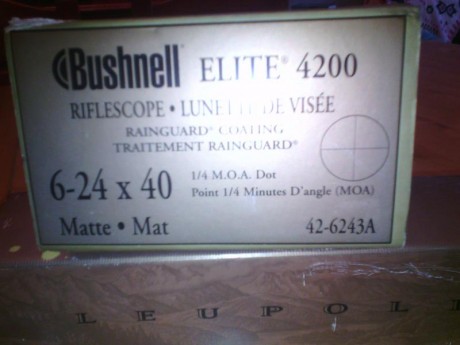 Bushnell® ELITE® 4200
RIFLESCOPE • LUNETTE DE VISÉE
RAINGUARD® COATING
TRAITEMENT RAINGUARD®
6-24 x 40
1/4 M.O.A. Dot
Point 1/4 Minutes D'angle (MOA)
Matte • Mat
42-6243A
LEUPOL